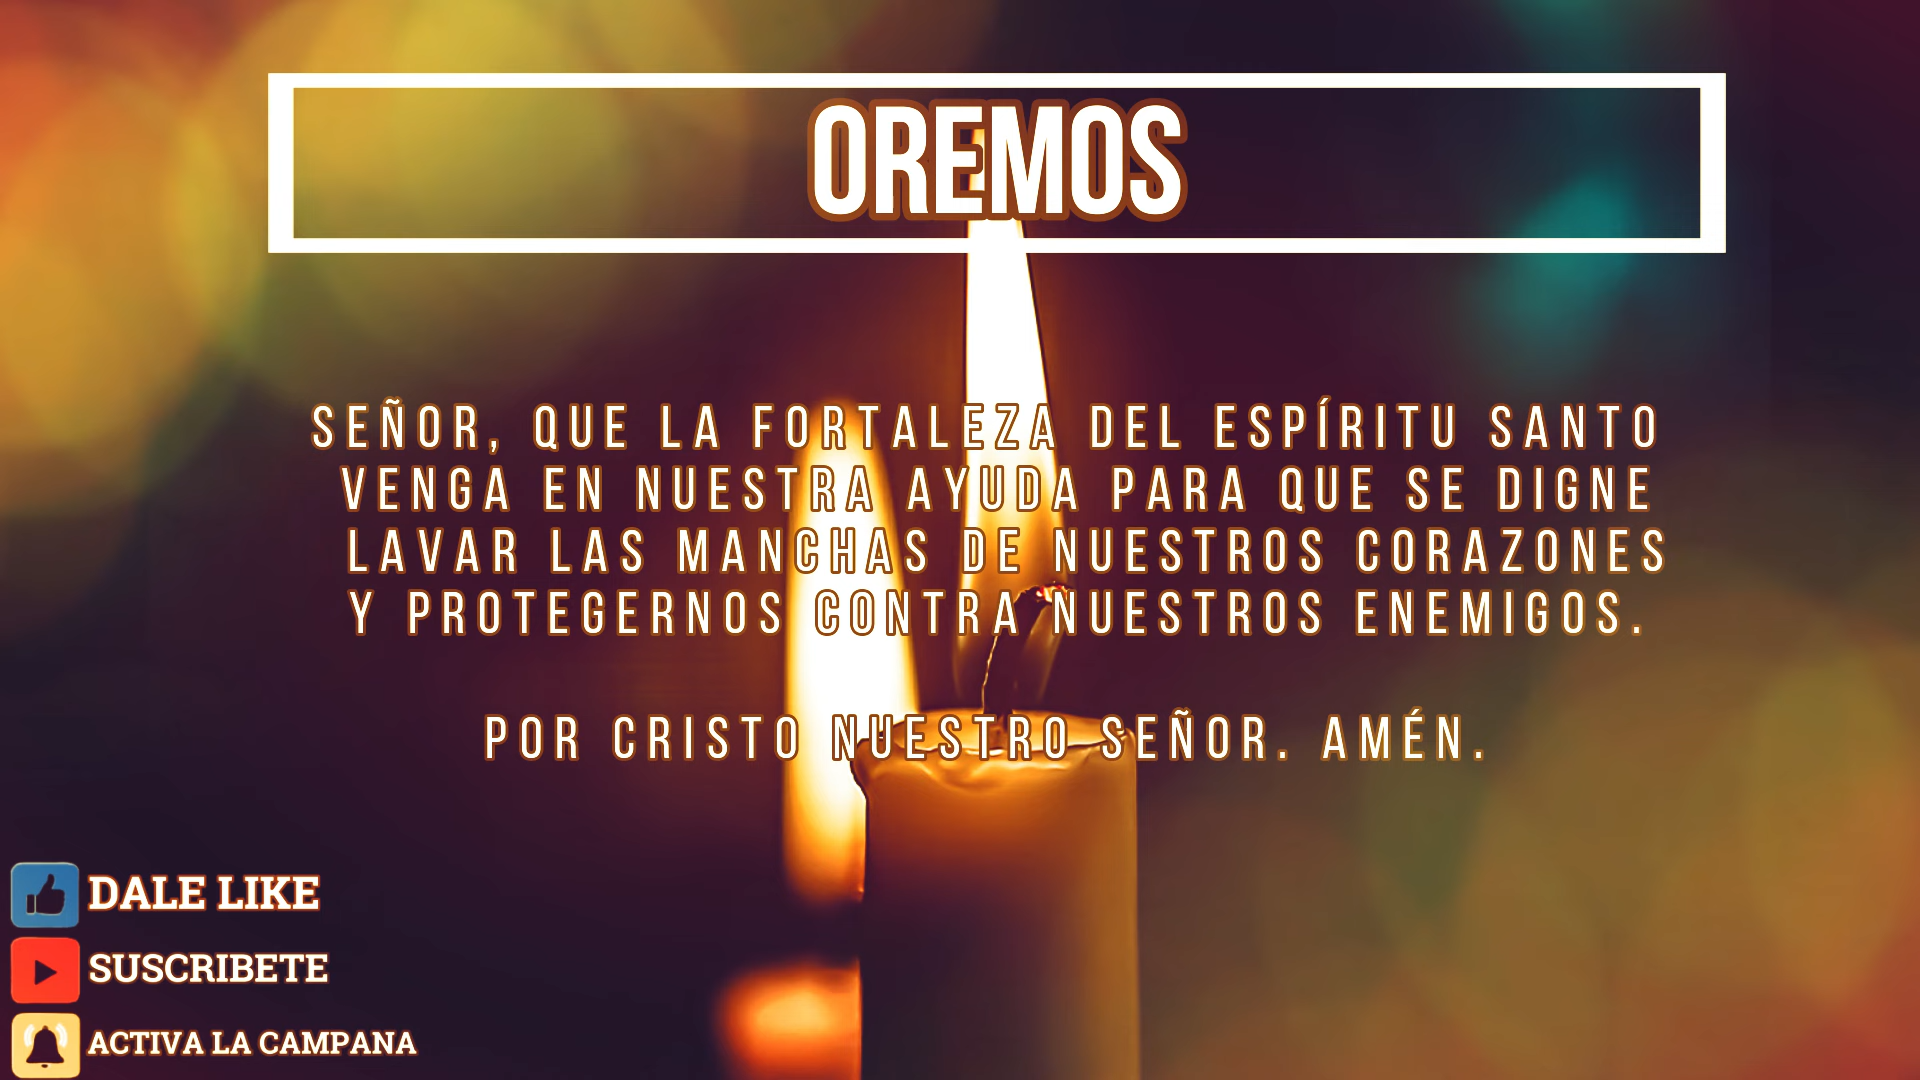 OREMOS
SEÑOR, QUE LA FORTALEZA DEL ESPÍRITU SANTO
VENGA EN NUESTRA AYUDA PARA QUE SE DIGNE
LAVAR LAS MANCHAS DE NUESTROS CORAZONES
Y PROTEGERNOS CONTRA NUESTROS ENEMIGOS.
POR CRISTO NUESTRO SEÑOR. AMÉN.
DALE LIKE
SUSCRIBETE
ACTIVA LA CAMPANA